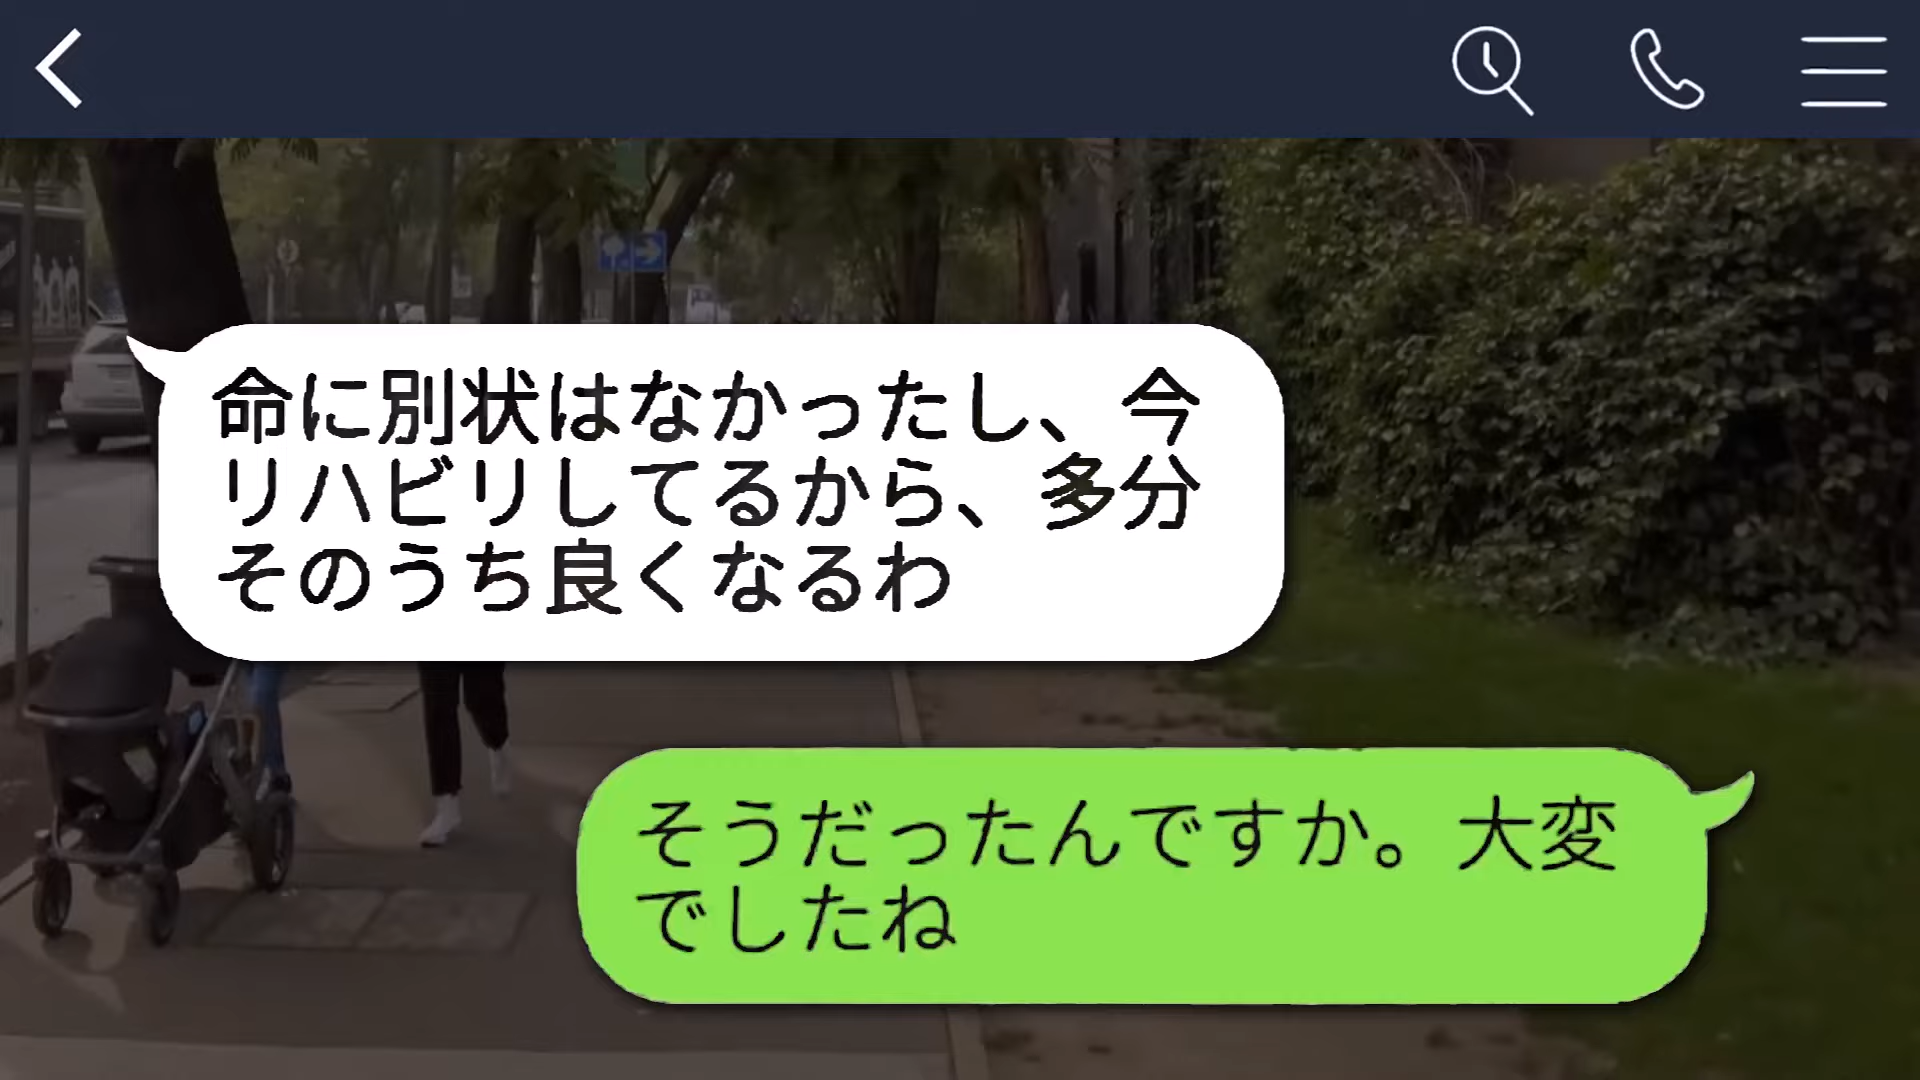 命に別状はなかったし、今
リハビリしてるから、多分
そのうち良くなるわ
そうだったんですか。大変
でしたね